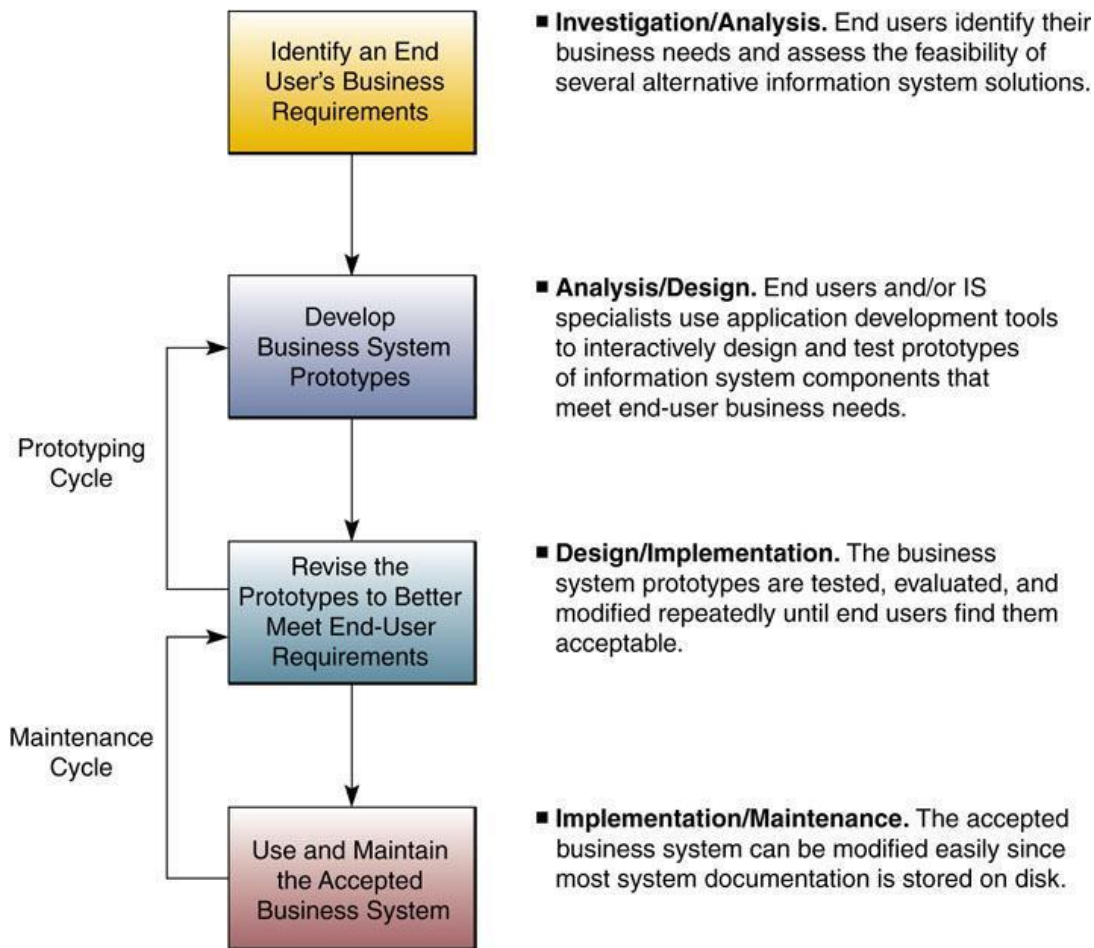 Identify an End
User's Business
Requirements
■ Investigation/Analysis. End users identify their
business needs and assess the feasibility of
several alternative information system solutions.
Develop
Business System
Prototypes
■ Analysis/Design. End users and/or IS
specialists use application development tools
to interactively design and test prototypes
of information system components that
meet end-user business needs.
Prototyping
Cycle
Revise the
Prototypes to Better
Meet End-User
Requirements
■ Design/Implementation. The business
system prototypes are tested, evaluated, and
modified repeatedly until end users find them
acceptable.
Maintenance
Cycle
Use and Maintain
the Accepted
Business System
■ Implementation/Maintenance. The accepted
business system can be modified easily since
most system documentation is stored on disk.